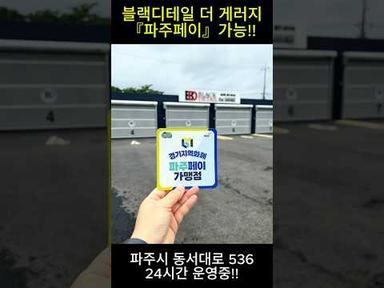 블랙디테일 더 게러지
『파주페이』 가능!!
BLACK
경기지역화폐
파주페이
가맹점
파주시 동서대로 536
24시간 운영중!!